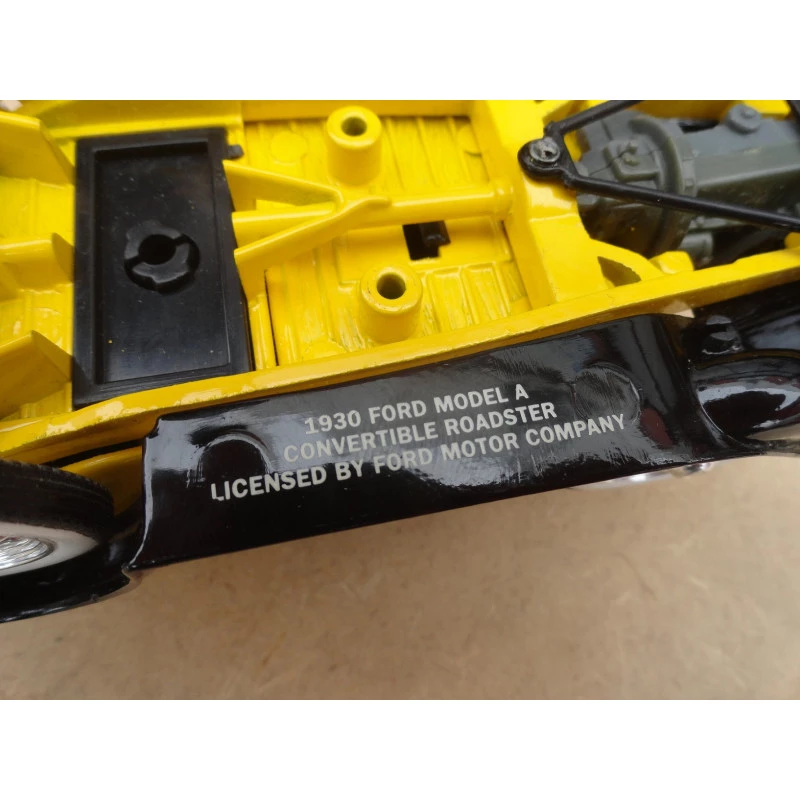 1930 FORD MODEL A
CONVERTIBLE ROADSTER
LICENSED BY FORD MOTOR COMPANY